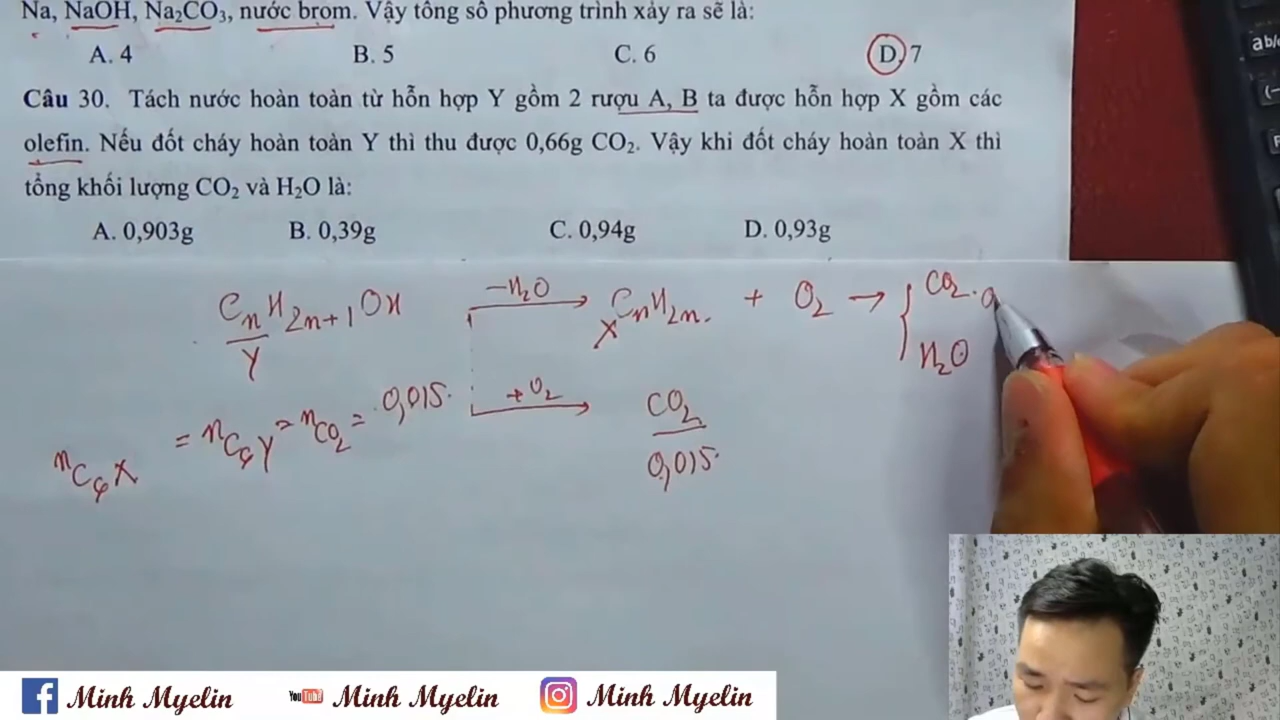 Na, NaOH, Na₂CO₃, nước brom. Vậy tổng số phương trình xảy ra sẽ là:
A. 4 B. 5 C. 6 D. 7
Câu 30. Tách nước hoàn toàn từ hỗn hợp Y gồm 2 rượu A, B ta được hỗn hợp X gồm các
olefin. Nếu đốt cháy hoàn toàn Y thì thu được 0,66g CO₂. Vậy khi đốt cháy hoàn toàn X thì
tổng khối lượng CO₂ và H₂O là:
A. 0,903g B. 0,39g C. 0,94g D. 0,93g
CnH2n+1OH −H₂O CnH2n. + O₂ → { CO₂. 0
Y X H₂O
+O₂ CO₂
0,015.
nC₍X = nC₍Y = nCO₂ = 0,015.
ab/
(−)
Minh Myelin YouTube Minh Myelin Minh Myelin